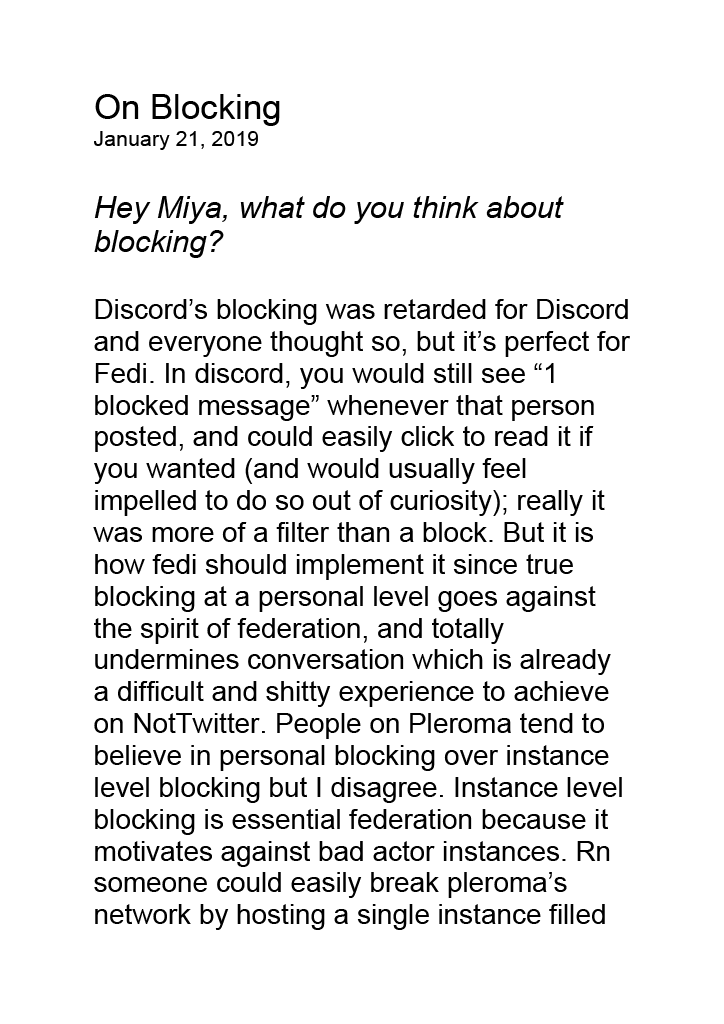 On Blocking
January 21, 2019
Hey Miya, what do you think about
blocking?
Discord’s blocking was retarded for Discord
and everyone thought so, but it’s perfect for
Fedi. In discord, you would still see “1
blocked message” whenever that person
posted, and could easily click to read it if
you wanted (and would usually feel
impelled to do so out of curiosity); really it
was more of a filter than a block. But it is
how fedi should implement it since true
blocking at a personal level goes against
the spirit of federation, and totally
undermines conversation which is already
a difficult and shitty experience to achieve
on NotTwitter. People on Pleroma tend to
believe in personal blocking over instance
level blocking but I disagree. Instance level
blocking is essential federation because it
motivates against bad actor instances. Rn
someone could easily break pleroma’s
network by hosting a single instance filled